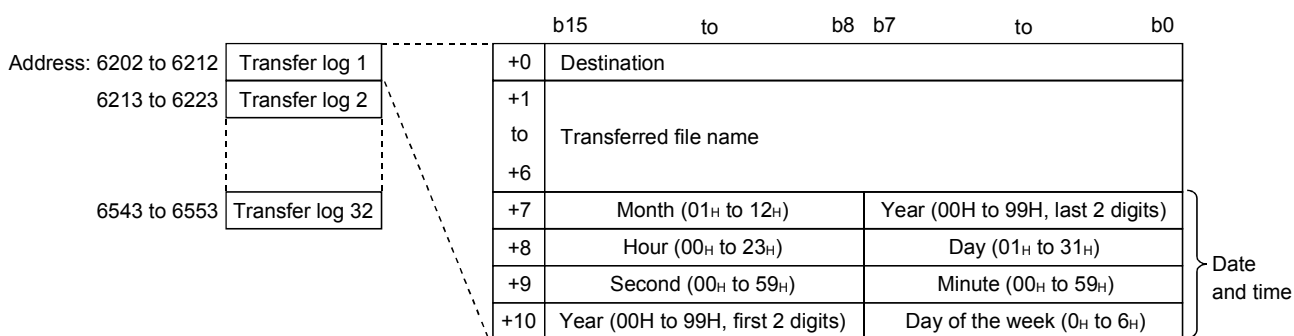 b15 to b8 b7 to b0
Address: 6202 to 6212 Transfer log 1 +0 Destination
6213 to 6223 Transfer log 2 +1
to Transferred file name
+6
6543 to 6553 Transfer log 32 +7 Month (01H to 12H) Year (00H to 99H, last 2 digits)
+8 Hour (00H to 23H) Day (01H to 31H)
+9 Second (00H to 59H) Minute (00H to 59H)
+10 Year (00H to 99H, first 2 digits) Day of the week (0H to 6H)
Date
and time